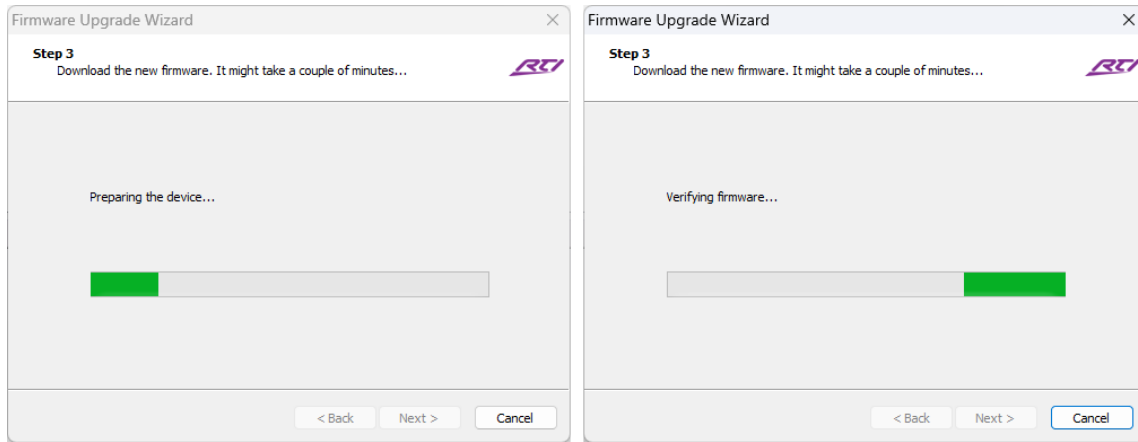 Firmware Upgrade Wizard
Step 3
Download the new firmware. It might take a couple of minutes...
RTI
Preparing the device...
< Back
Next >
Cancel
Firmware Upgrade Wizard
Step 3
Download the new firmware. It might take a couple of minutes...
RTI
Verifying firmware...
< Back
Next >
Cancel